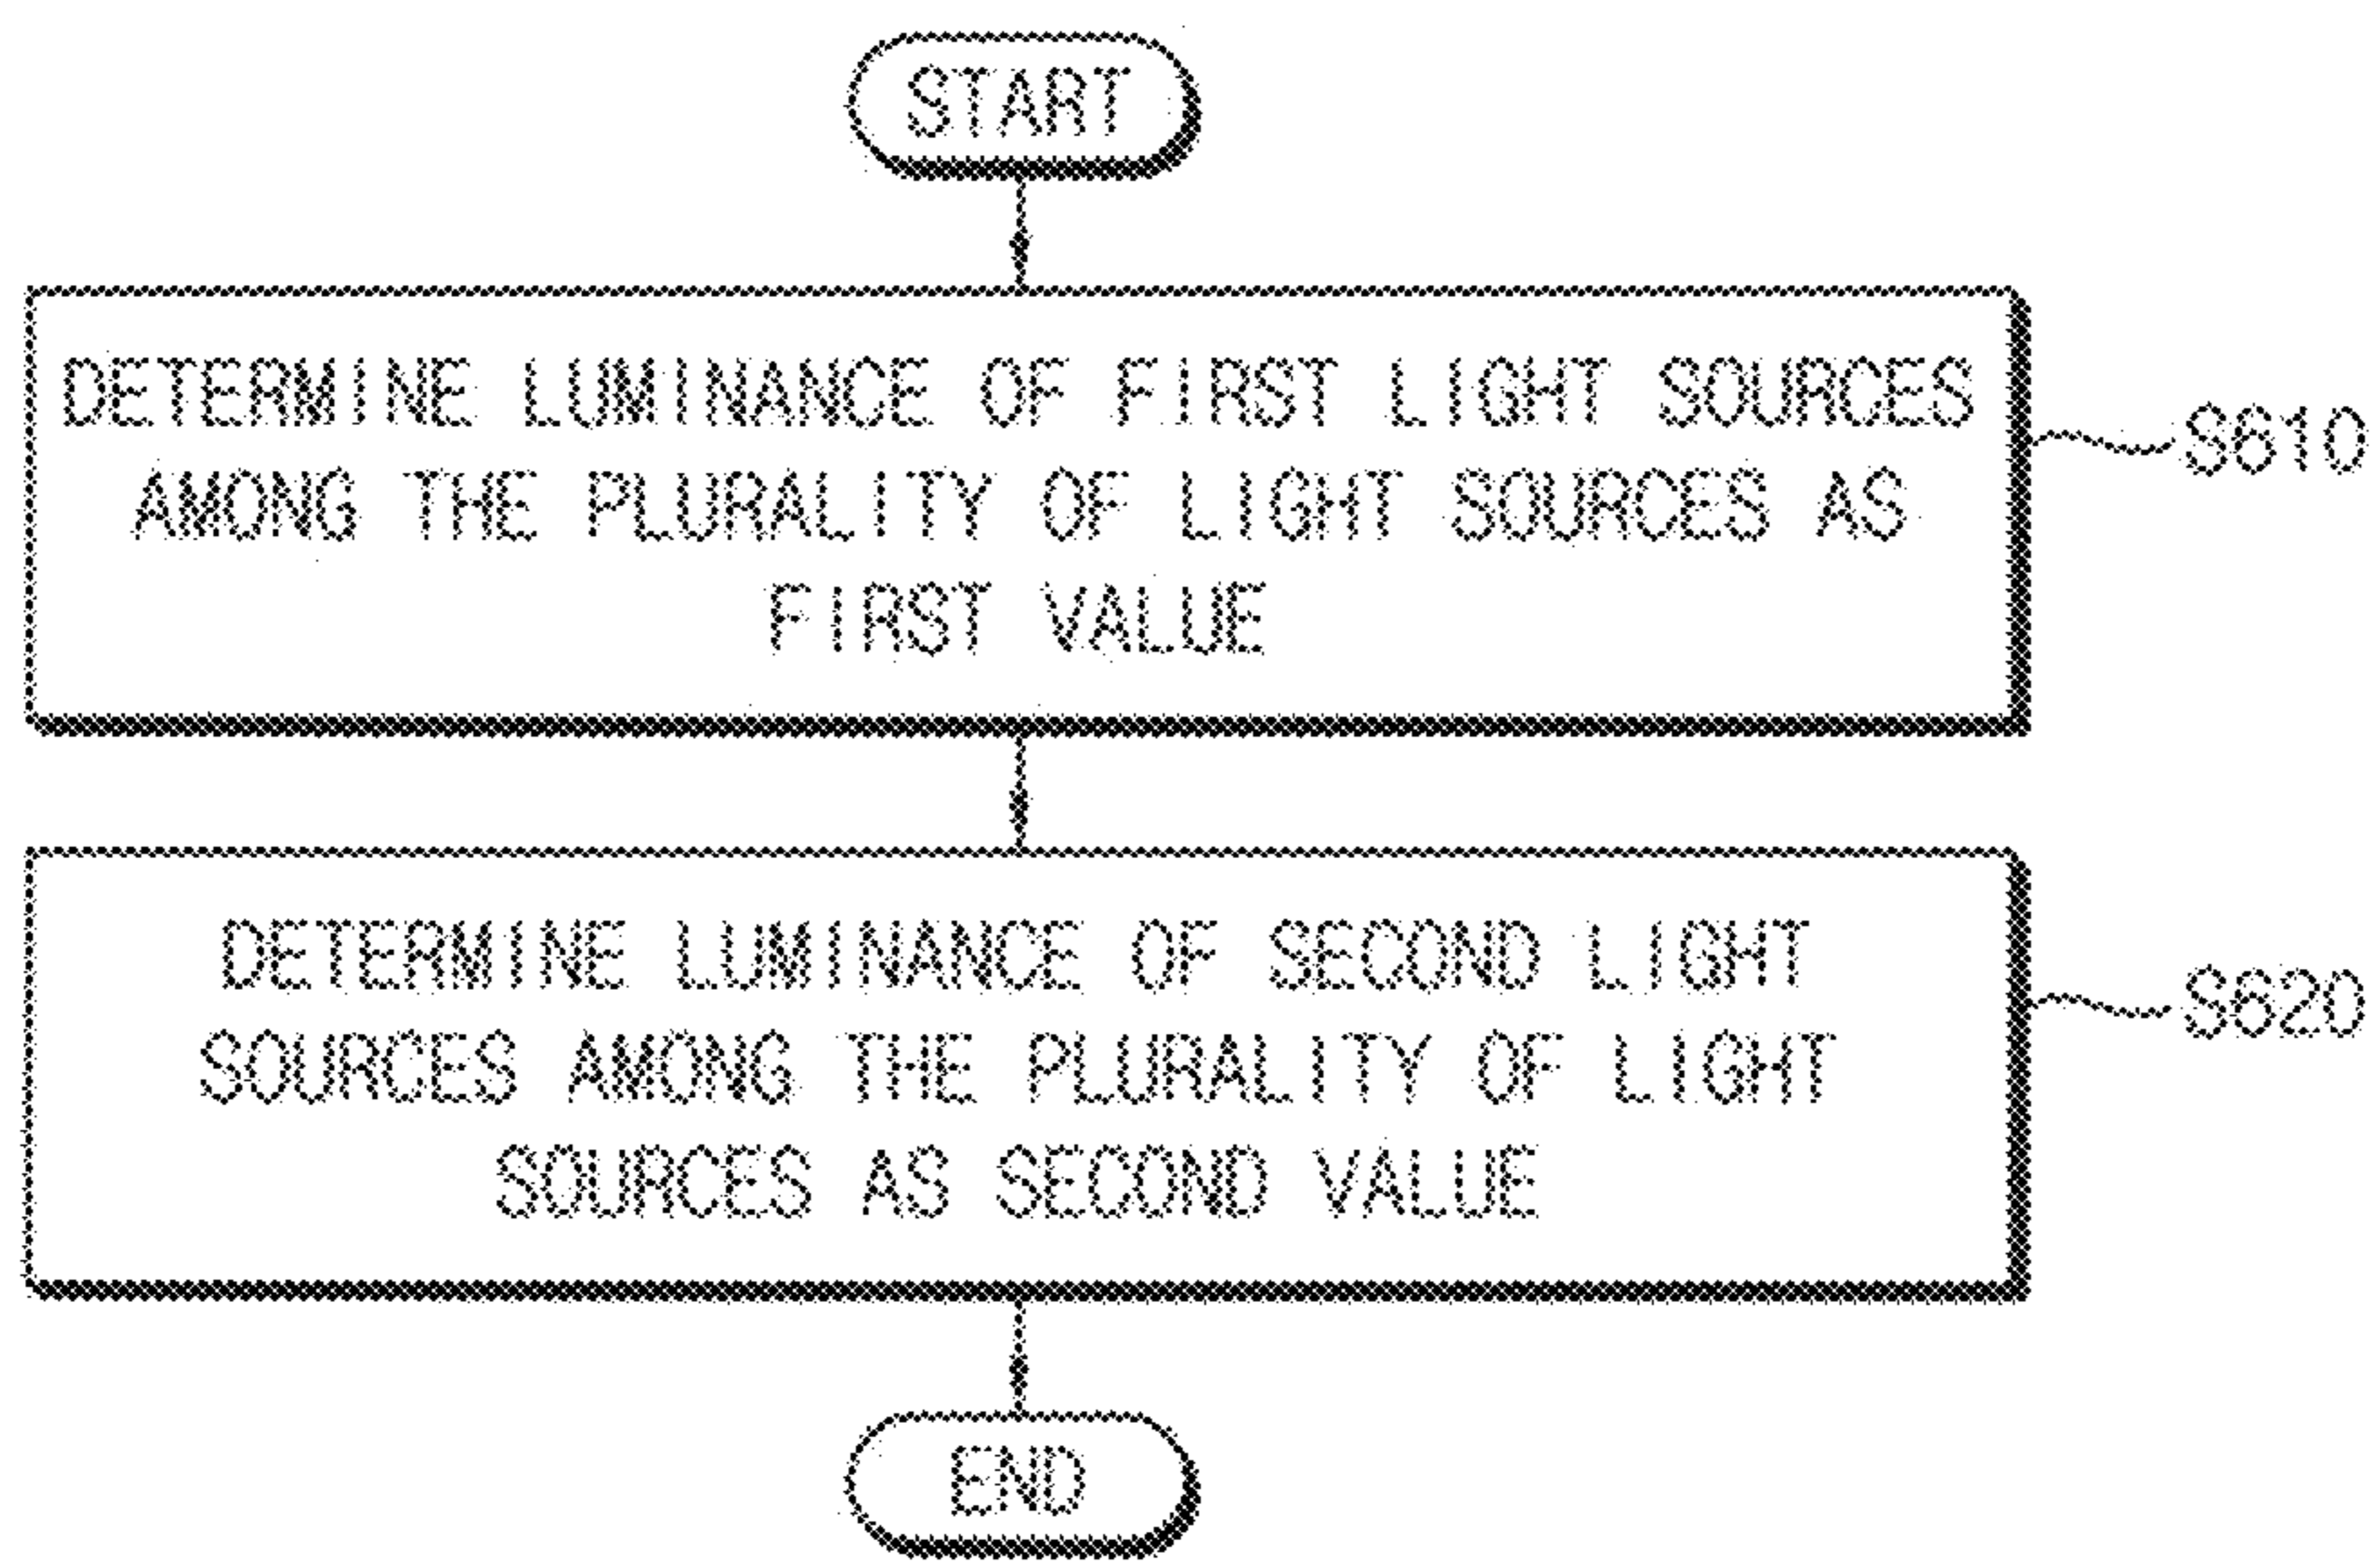 START
DETERMINE LUMINANCE OF FIRST LIGHT SOURCES
AMONG THE PLURALITY OF LIGHT SOURCES AS
FIRST VALUE
S610
DETERMINE LUMINANCE OF SECOND LIGHT
SOURCES AMONG THE PLURALITY OF LIGHT
SOURCES AS SECOND VALUE
S620
END